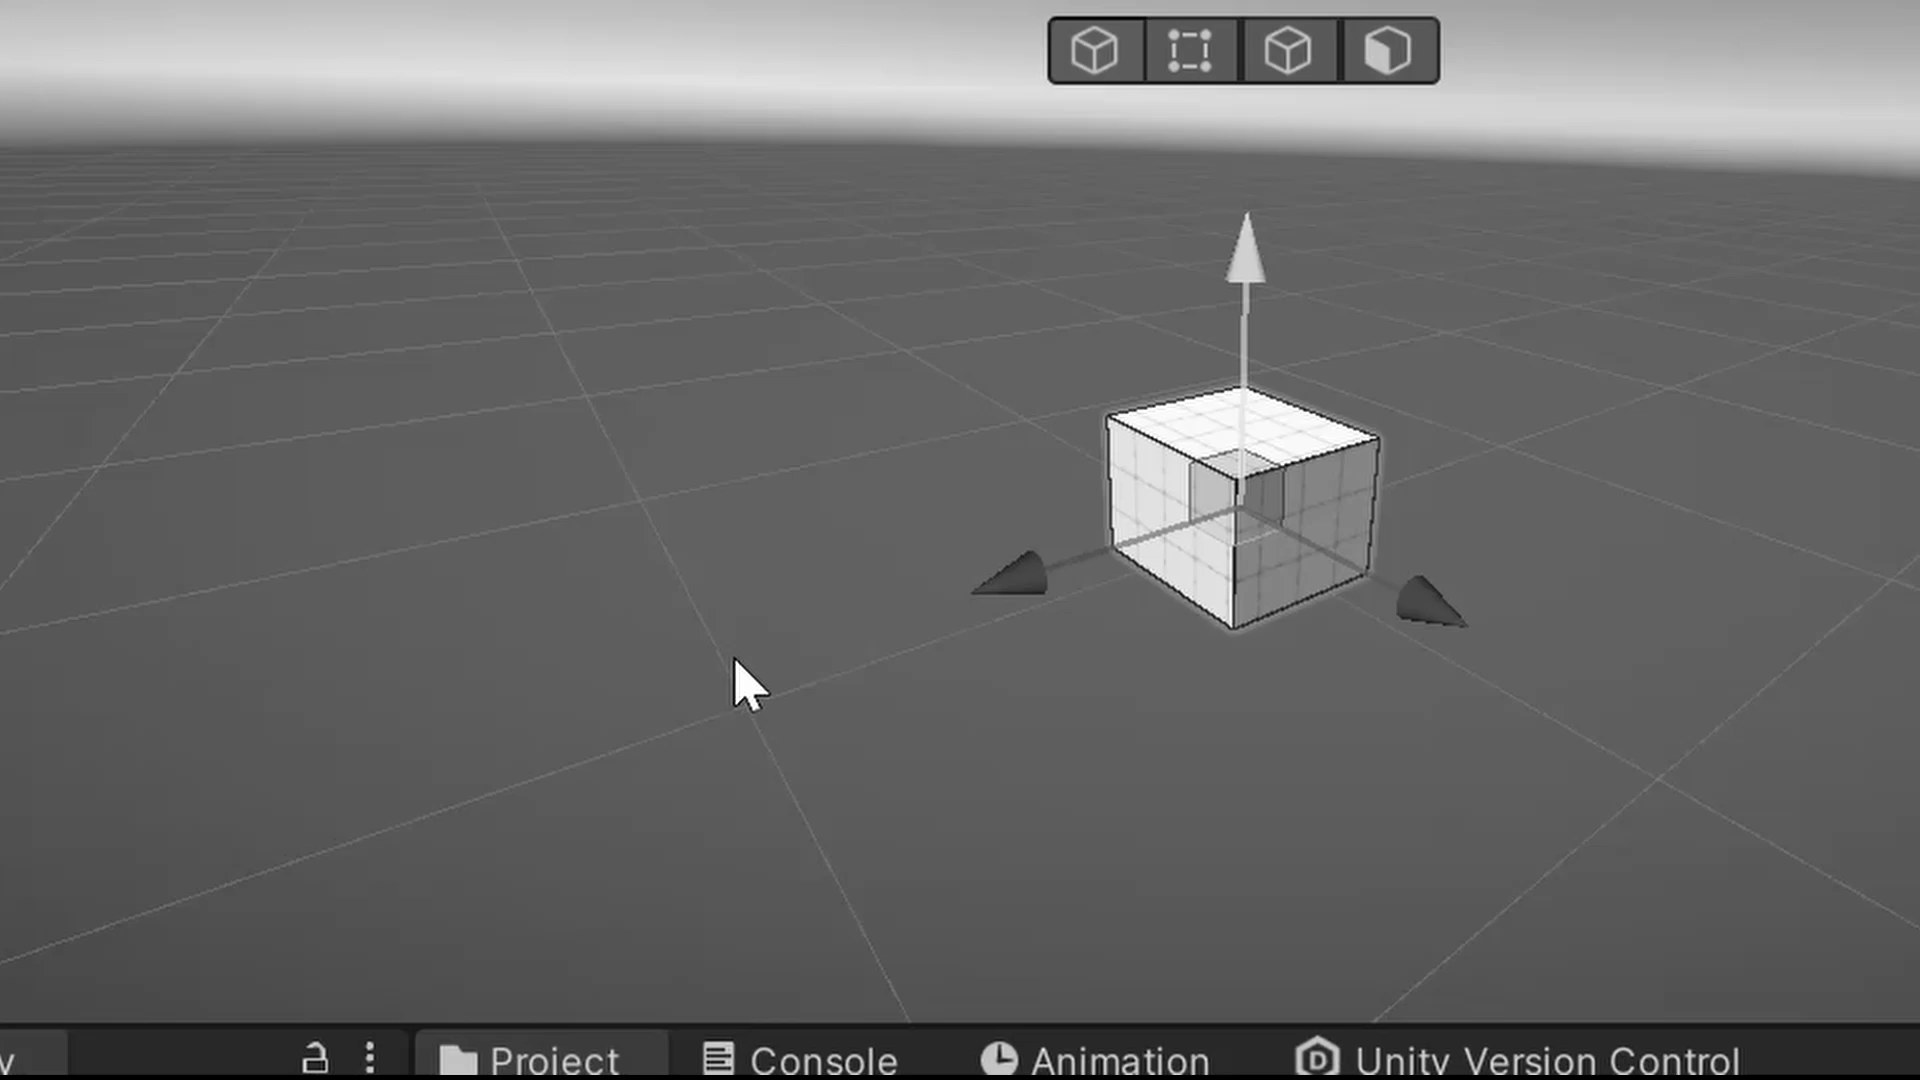 Project
Console
Animation
Unity Version Control